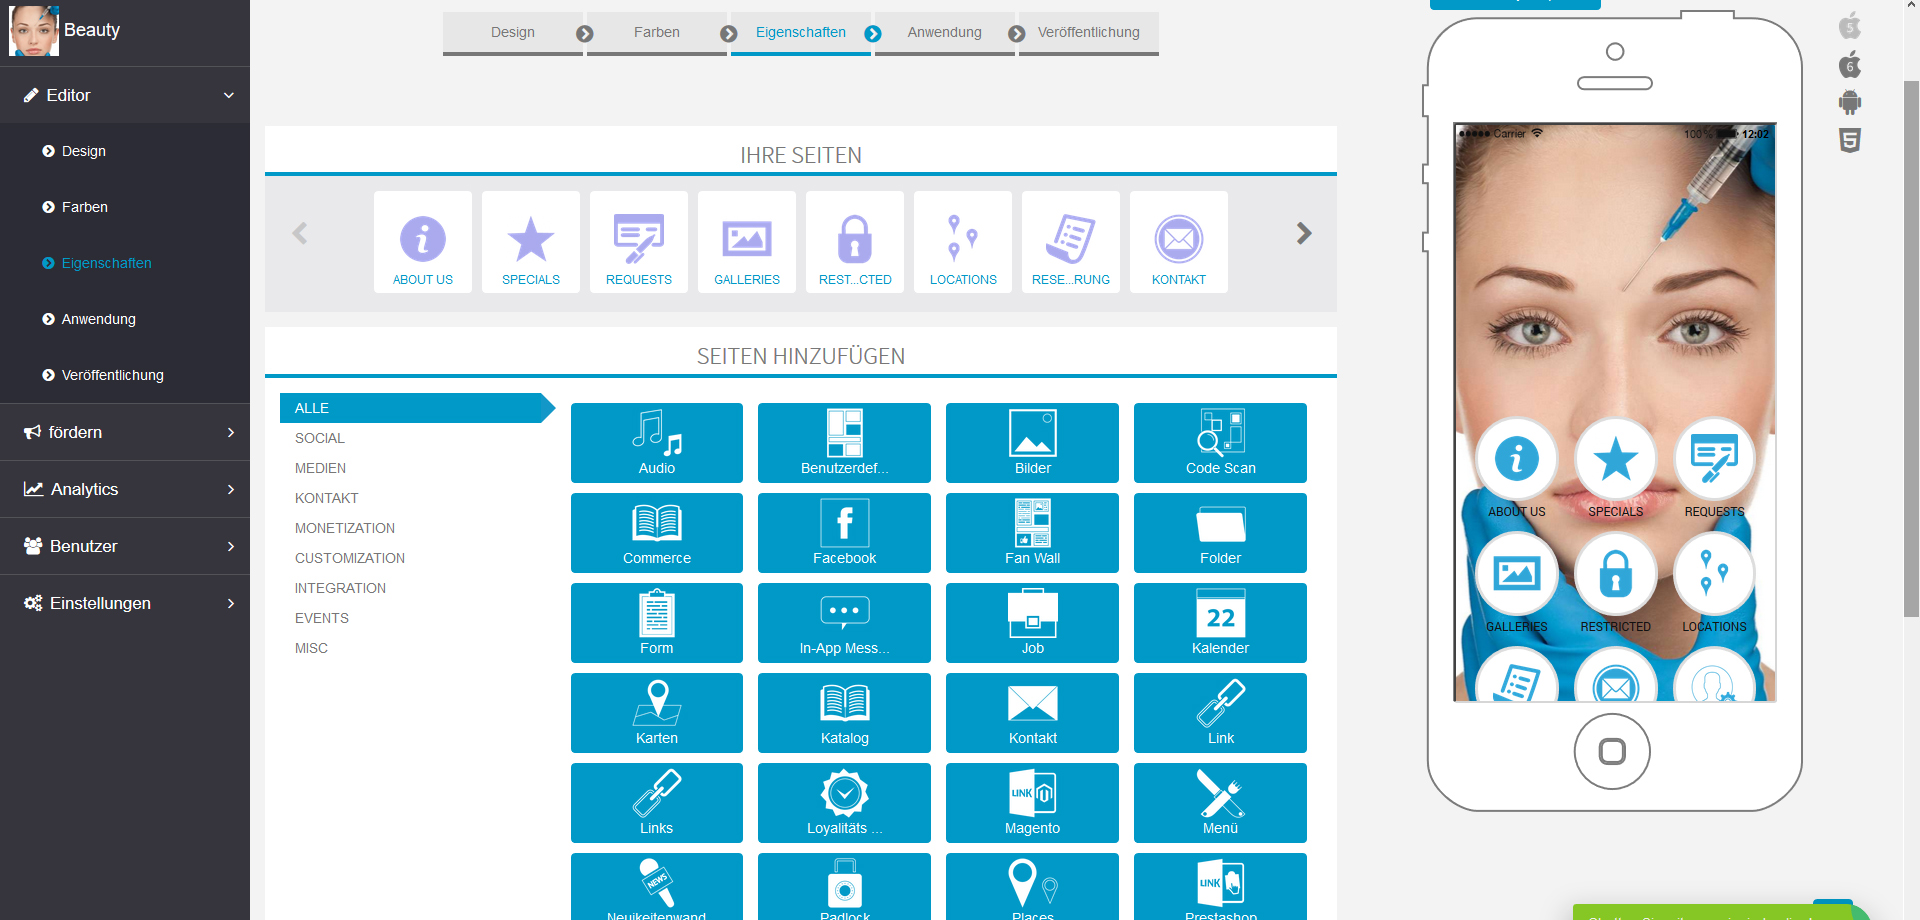 Beauty
Editor
Design
Farben
Eigenschaften
Anwendung
Veröffentlichung
fördern
Analytics
Benutzer
Einstellungen
Design
Farben
Eigenschaften
Anwendung
Veröffentlichung
IHRE SEITEN
ABOUT US
SPECIALS
REQUESTS
GALLERIES
REST...CTED
LOCATIONS
RESE...RUNG
KONTAKT
SEITEN HINZUFÜGEN
ALLE
SOCIAL
MEDIEN
KONTAKT
MONETIZATION
CUSTOMIZATION
INTEGRATION
EVENTS
MISC
Audio
Benutzerdef...
Bilder
Code Scan
Commerce
Facebook
Fan Wall
Folder
Form
In-App Mess...
Job
22
Kalender
Karten
Katalog
Kontakt
Link
Links
Loyalitäts ...
LINK
Magento
Menü
NEWS
Neuikeitenwand
Padlock
Places
LINK
Prestashop
5
6
5
Carrier
100%
12:02
ABOUT US
SPECIALS
REQUESTS
GALLERIES
RESTRICTED
LOCATIONS